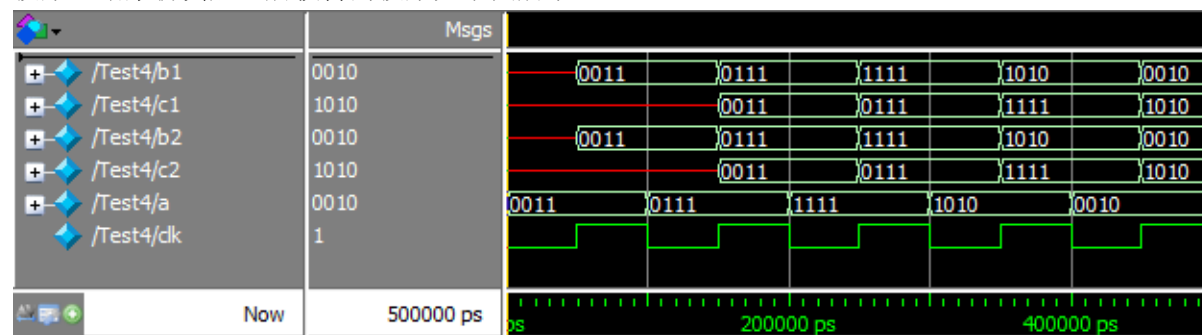 Msgs
/Test4/b1 0010 0011 0111 1111 1010 0010
/Test4/c1 1010 0011 0111 1111 1010
/Test4/b2 0010 0011 0111 1111 1010 0010
/Test4/c2 1010 0011 0111 1111 1010
/Test4/a 0010 0011 0111 1111 1010 0010
/Test4/clk 1
Now 500000 ps ps 200000 ps 400000 ps